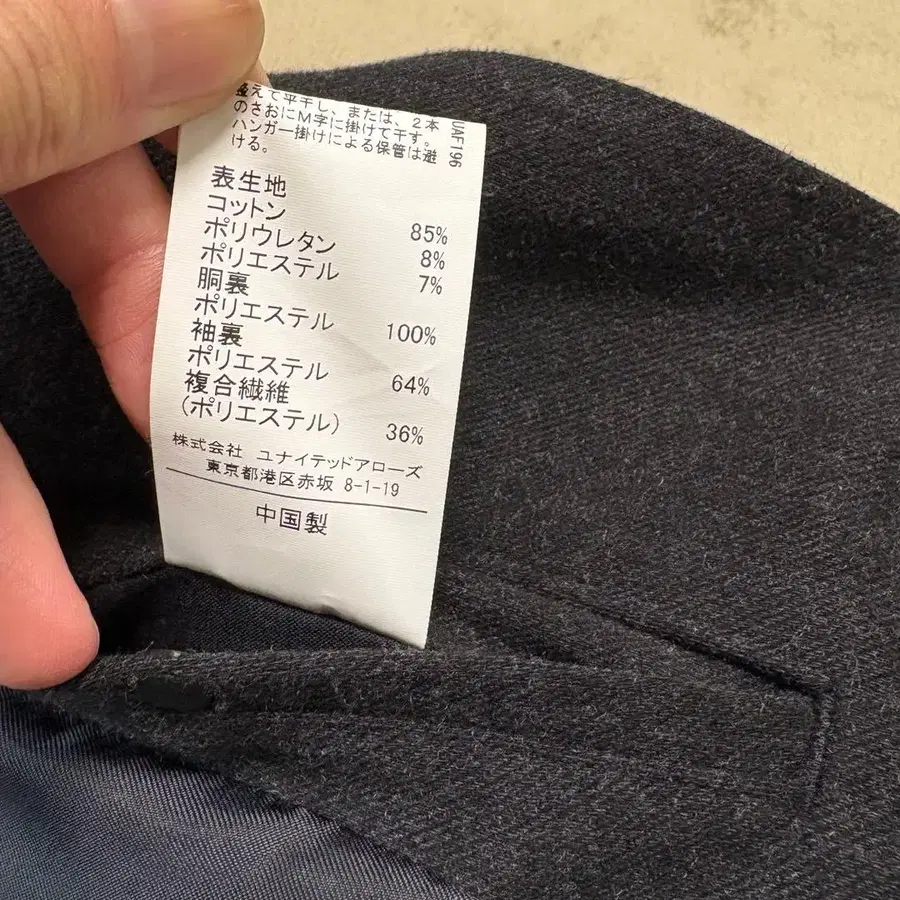 整えて平干し、または、2本
のさおにM字に掛けて干す。
ハンガー掛けによる保管は避
ける。
UAF196
表生地
コットン 85%
ポリウレタン 8%
ポリエステル 7%
胴裏
ポリエステル 100%
袖裏
ポリエステル 64%
複合繊維
(ポリエステル) 36%
株式会社 ユナイテッドアローズ
東京都港区赤坂 8-1-19
中国製